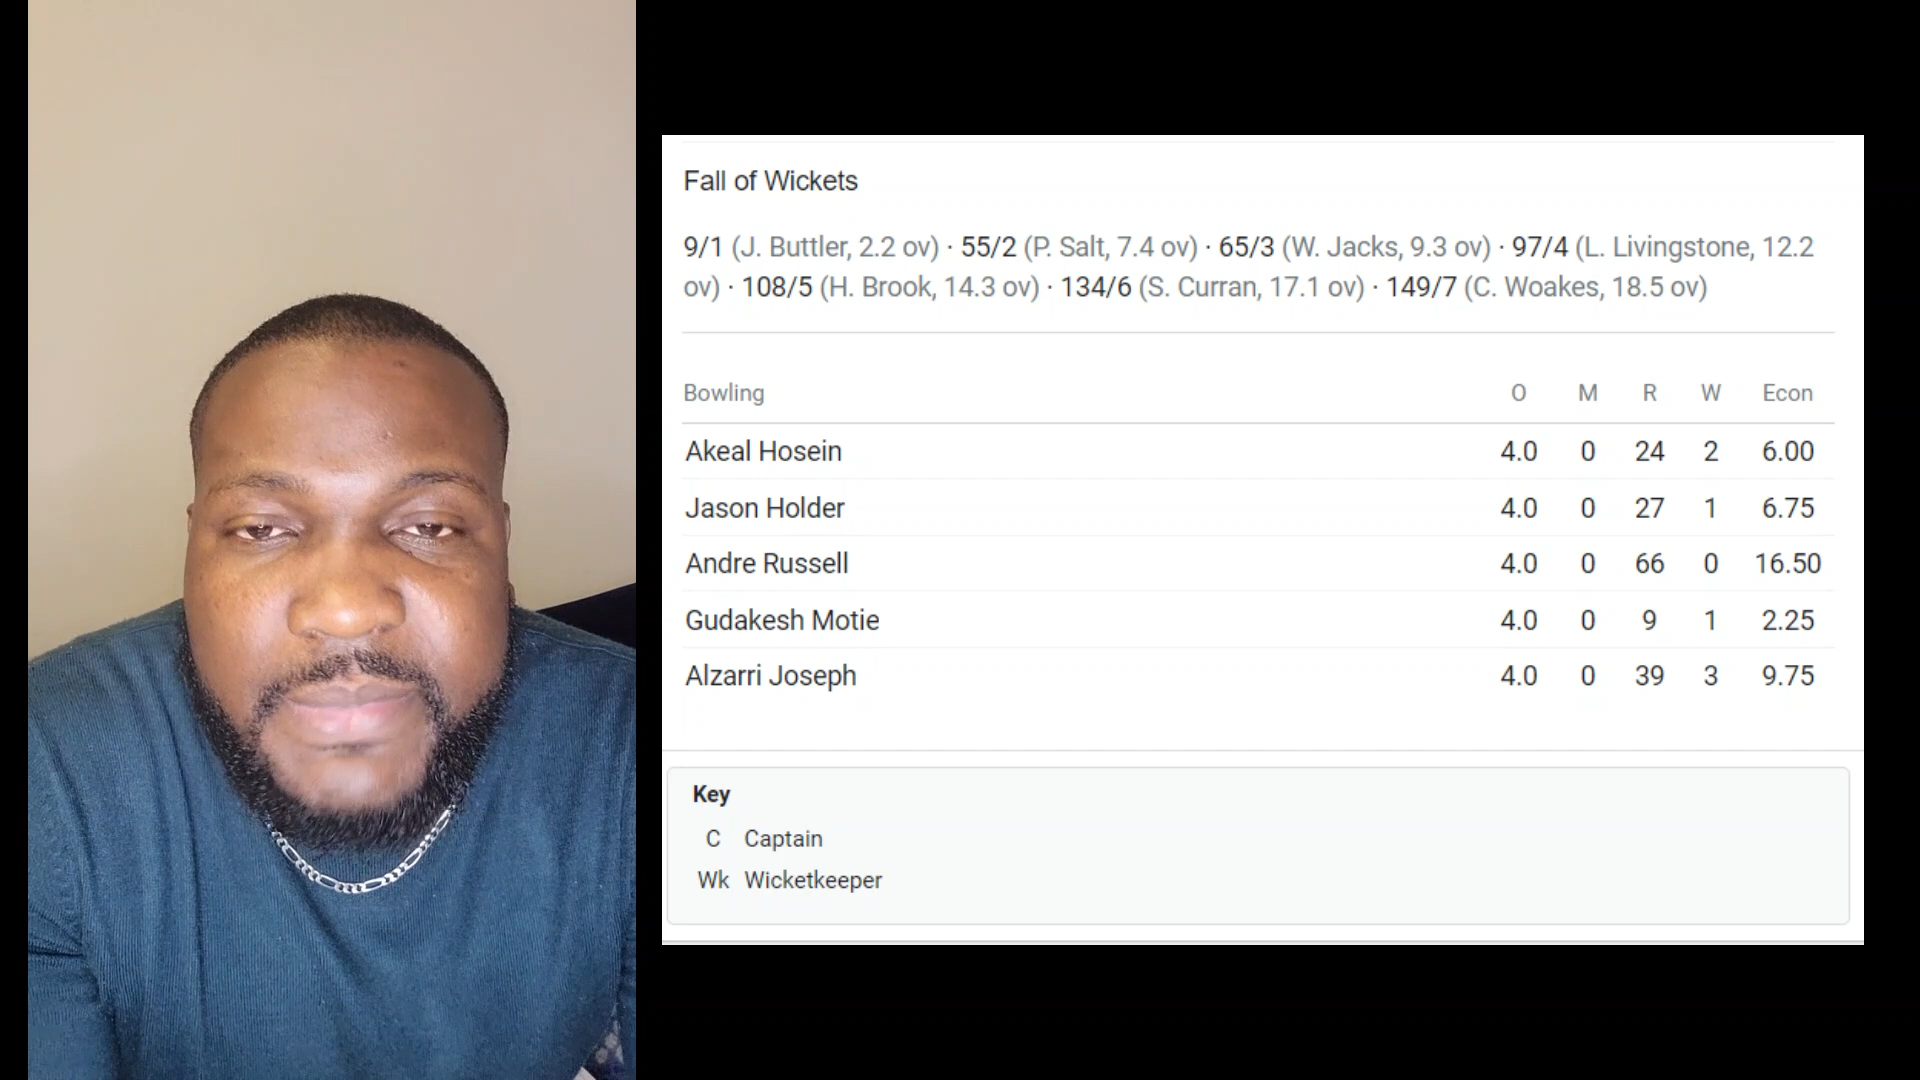 Fall of Wickets
9/1 (J. Buttler, 2.2 ov) · 55/2 (P. Salt, 7.4 ov) · 65/3 (W. Jacks, 9.3 ov) · 97/4 (L. Livingstone, 12.2
ov) · 108/5 (H. Brook, 14.3 ov) · 134/6 (S. Curran, 17.1 ov) · 149/7 (C. Woakes, 18.5 ov)
Bowling O M R W Econ
Akeal Hosein 4.0 0 24 2 6.00
Jason Holder 4.0 0 27 1 6.75
Andre Russell 4.0 0 66 0 16.50
Gudakesh Motie 4.0 0 9 1 2.25
Alzarri Joseph 4.0 0 39 3 9.75
Key
C Captain
Wk Wicketkeeper